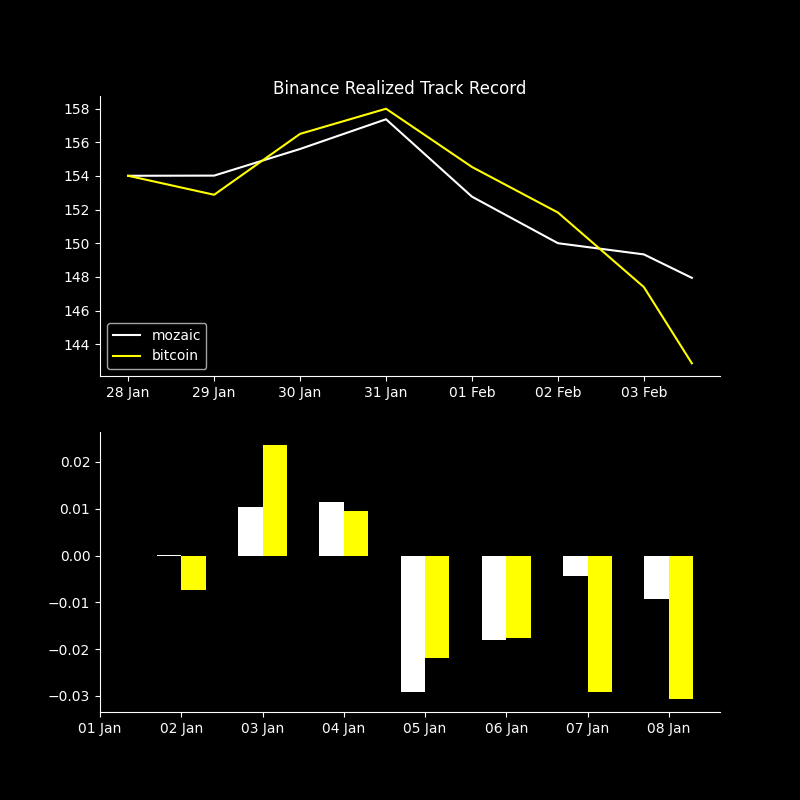 Binance Realized Track Record
158
156
154
152
150
148
146
144
mozaic
bitcoin
28 Jan 29 Jan 30 Jan 31 Jan 01 Feb 02 Feb 03 Feb
0.02
0.01
0.00
−0.01
−0.02
−0.03
01 Jan 02 Jan 03 Jan 04 Jan 05 Jan 06 Jan 07 Jan 08 Jan